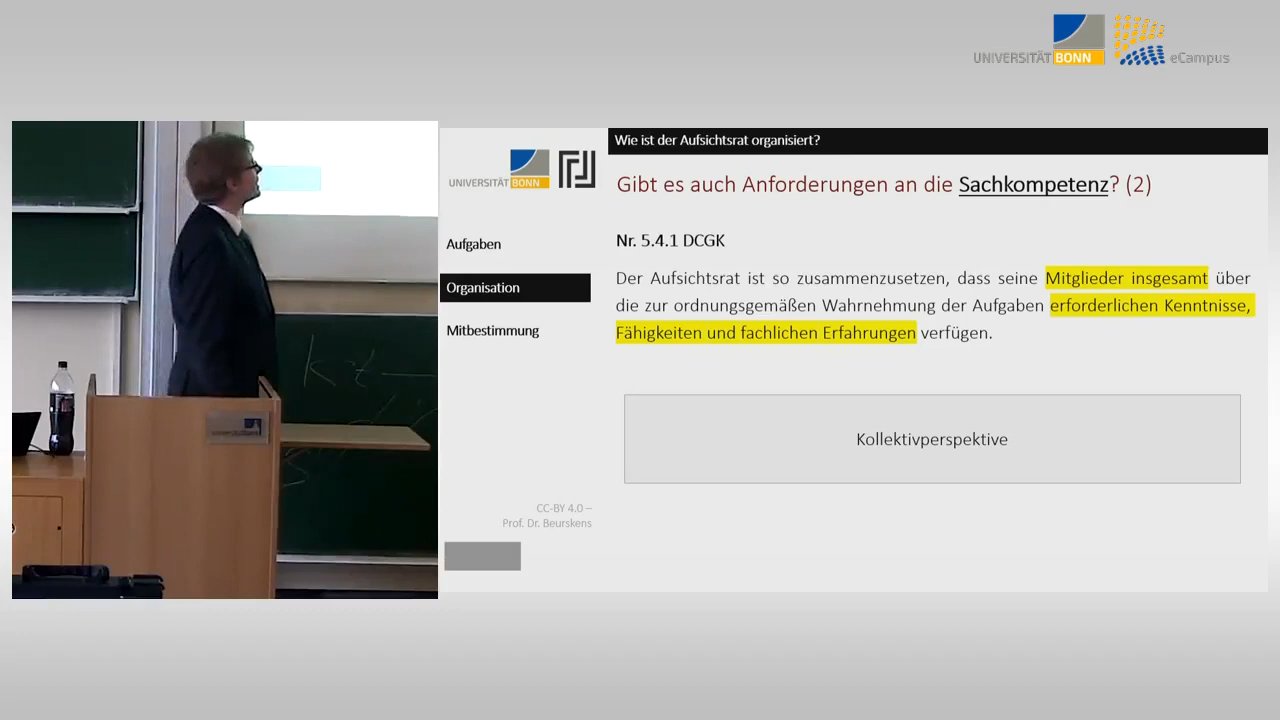 UNIVERSITÄT BONN
eCampus
Wie ist der Aufsichtsrat organisiert?
UNIVERSITÄT BONN
Gibt es auch Anforderungen an die Sachkompetenz? (2)
Aufgaben
Organisation
Mitbestimmung
Nr. 5.4.1 DCGK
Der Aufsichtsrat ist so zusammenzusetzen, dass seine Mitglieder insgesamt über
die zur ordnungsgemäßen Wahrnehmung der Aufgaben erforderlichen Kenntnisse,
Fähigkeiten und fachlichen Erfahrungen verfügen.
Kollektivperspektive
CC-BY 4.0 –
Prof. Dr. Beurskens